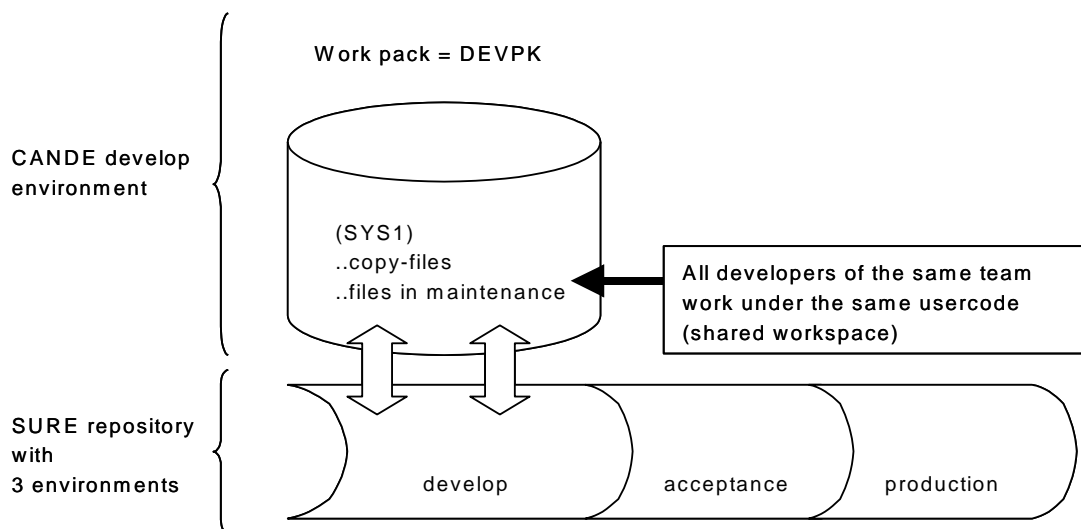 Work pack = DEVPK
CANDE develop
environment
(SYS1)
..copy-files
..files in maintenance
All developers of the same team
work under the same usercode
(shared workspace)
SURE repository
with
3 environments
develop
acceptance
production